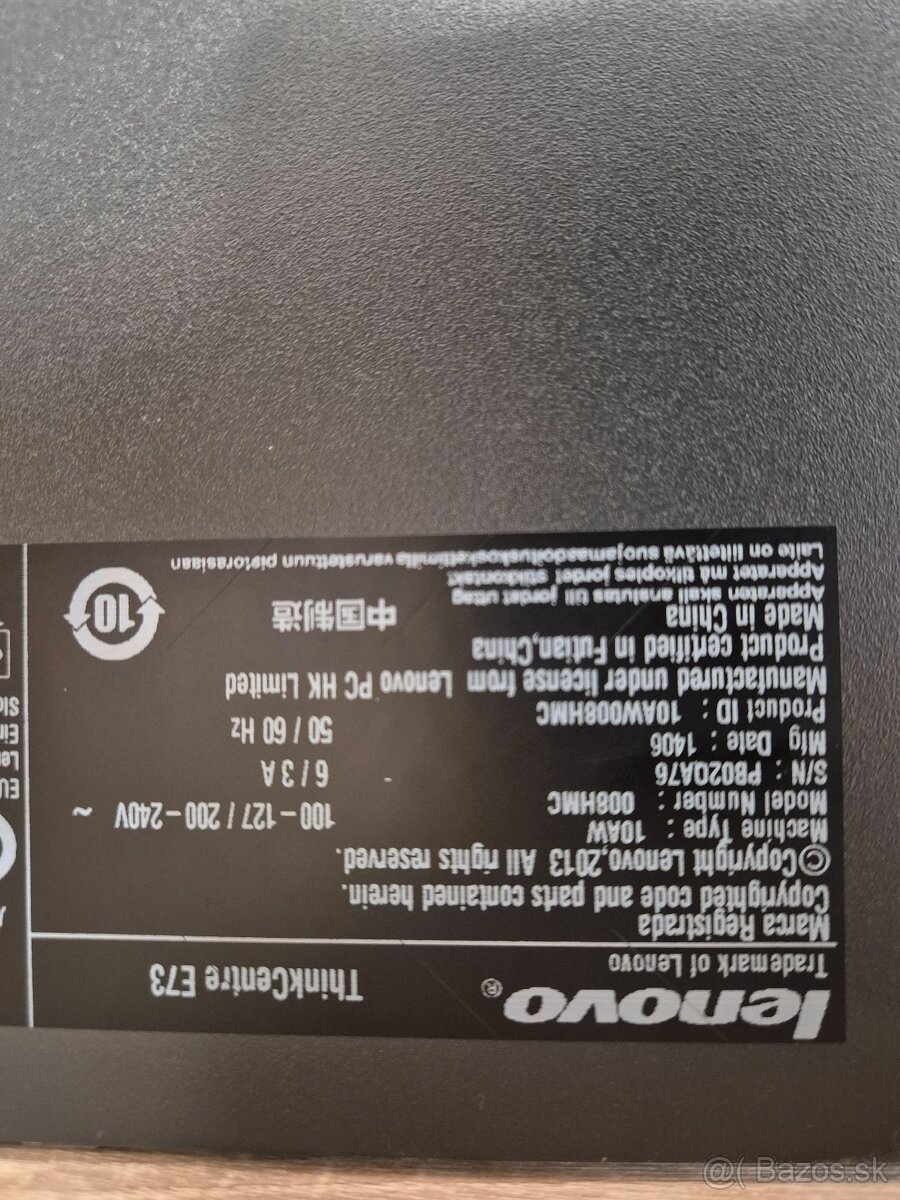 lenovo®
Trademark of Lenovo
ThinkCentre E73
Marca Registrada
Copyrighted code and parts contained herein.
©Copyright Lenovo,2013 All rights reserved.
Machine Type : 10AW
Model Number : 008HMC
S/N : PB02QA76
Mfg Date : 1406
Product ID : 10AW008HMC
100–127 / 200–240V ~
6 / 3 A
50 / 60 Hz
Manufactured under license from Lenovo PC HK Limited
Product certified in Futian,China
Made in China
中国制造
10
Apparaten skall anslutas till jordet uttag
Apparatet må tilkoples jordet stikkontakt
Laite on liitettävä suojamaadoituskoskettimilla varustettuun pistorasiaan
EU
Ein
@( Bazos.sk